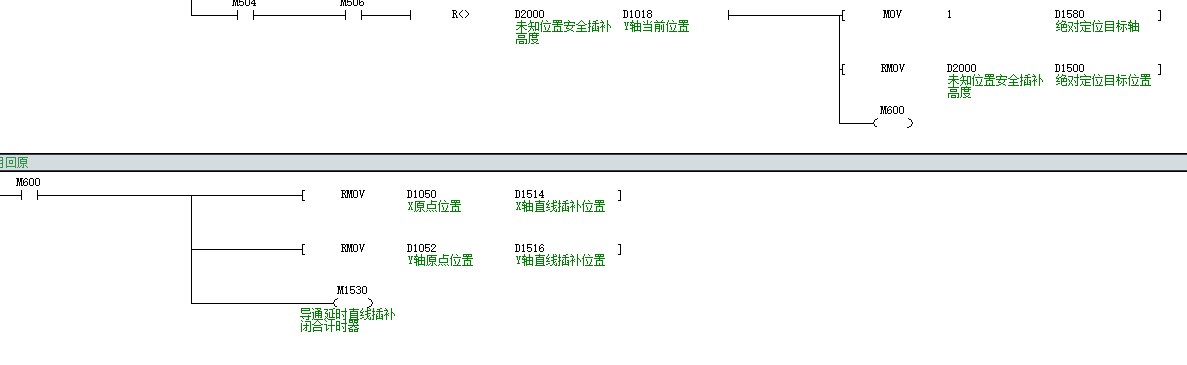 M504 M506
R<> D2000 D1018 [ MOV 1 D1580 ]
未知位置安全插补 Y轴当前位置 绝对定位目标轴
高度
[ RMOV D2000 D1500 ]
未知位置安全插补 绝对定位目标位置
高度
M600
回原
M600
[ RMOV D1050 D1514 ]
X原点位置 X轴直线插补位置
[ RMOV D1052 D1516 ]
Y轴原点位置 Y轴直线插补位置
M1530
导通延时直线插补
闭合计时器